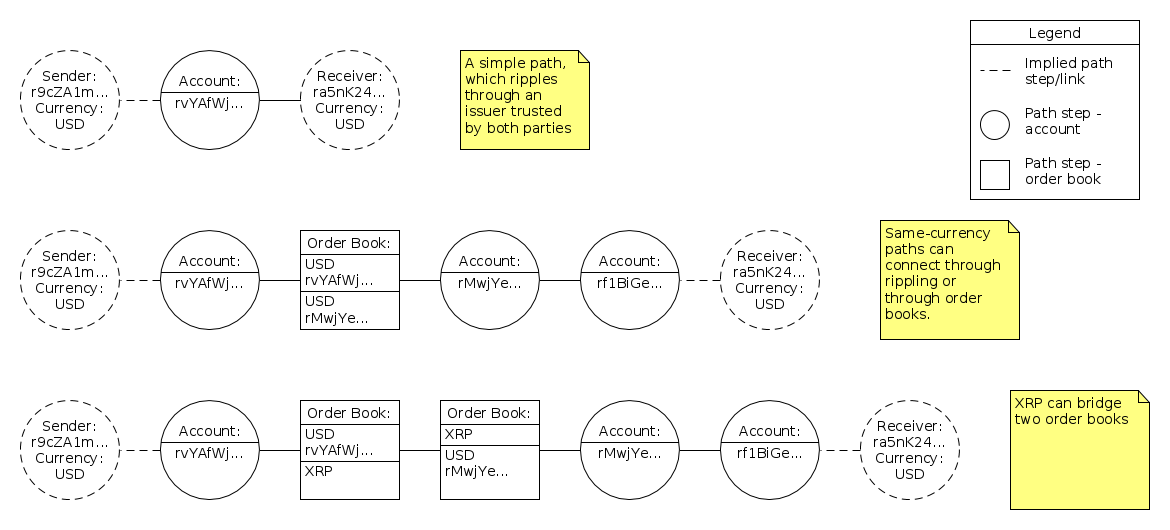 Legend
Implied path
step/link
Path step -
account
Path step -
order book
Sender:
r9cZA1m...
Currency:
USD
Account:
rvYAfWj...
Receiver:
ra5nK24...
Currency:
USD
A simple path,
which ripples
through an
issuer trusted
by both parties
Sender:
r9cZA1m...
Currency:
USD
Account:
rvYAfWj...
Order Book:
USD
rvYAfWj...
USD
rMwjYe...
Account:
rMwjYe...
Account:
rf1BiGe...
Receiver:
ra5nK24...
Currency:
USD
Same-currency
paths can
connect through
rippling or
through order
books.
Sender:
r9cZA1m...
Currency:
USD
Account:
rvYAfWj...
Order Book:
USD
rvYAfWj...
XRP
Order Book:
XRP
USD
rMwjYe...
Account:
rMwjYe...
Account:
rf1BiGe...
Receiver:
ra5nK24...
Currency:
USD
XRP can bridge
two order books